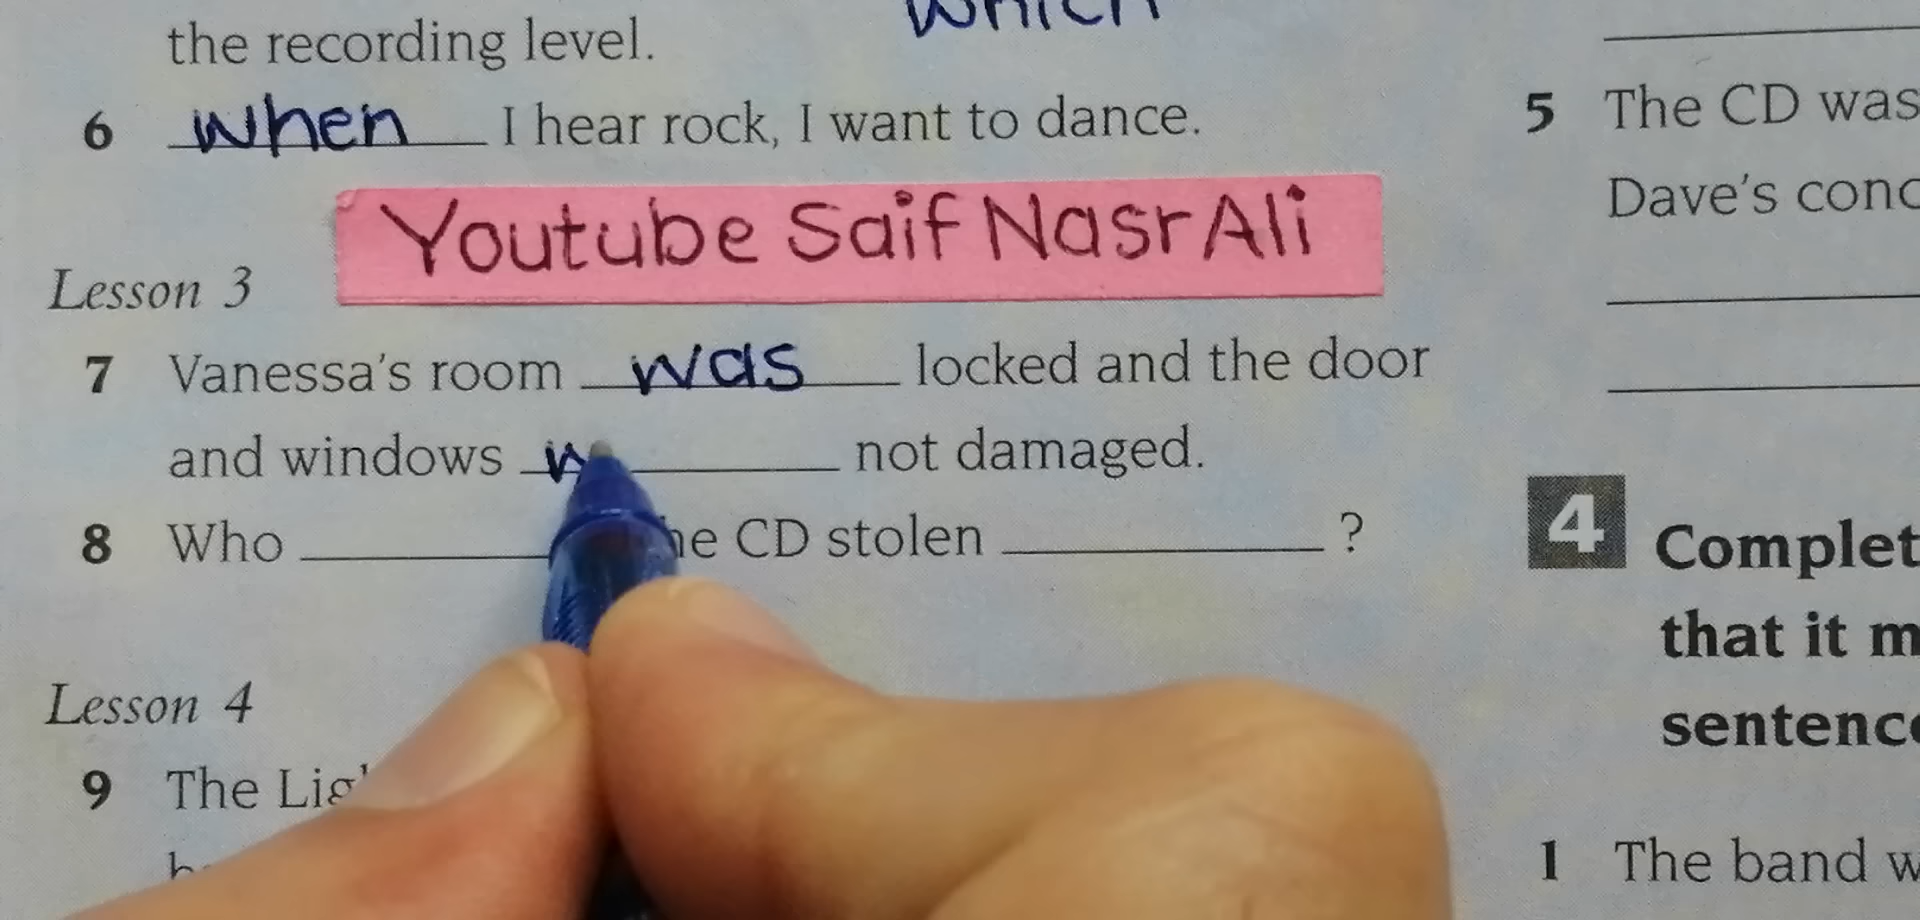 which
the recording level.
6 when I hear rock, I want to dance.
Youtube Saif Nasr Ali
Lesson 3
7 Vanessa's room was locked and the door
and windows w not damaged.
8 Who he CD stolen ?
Lesson 4
9 The Lig
5 The CD was
Dave's conc
4 Complet
that it m
sentence
1 The band w